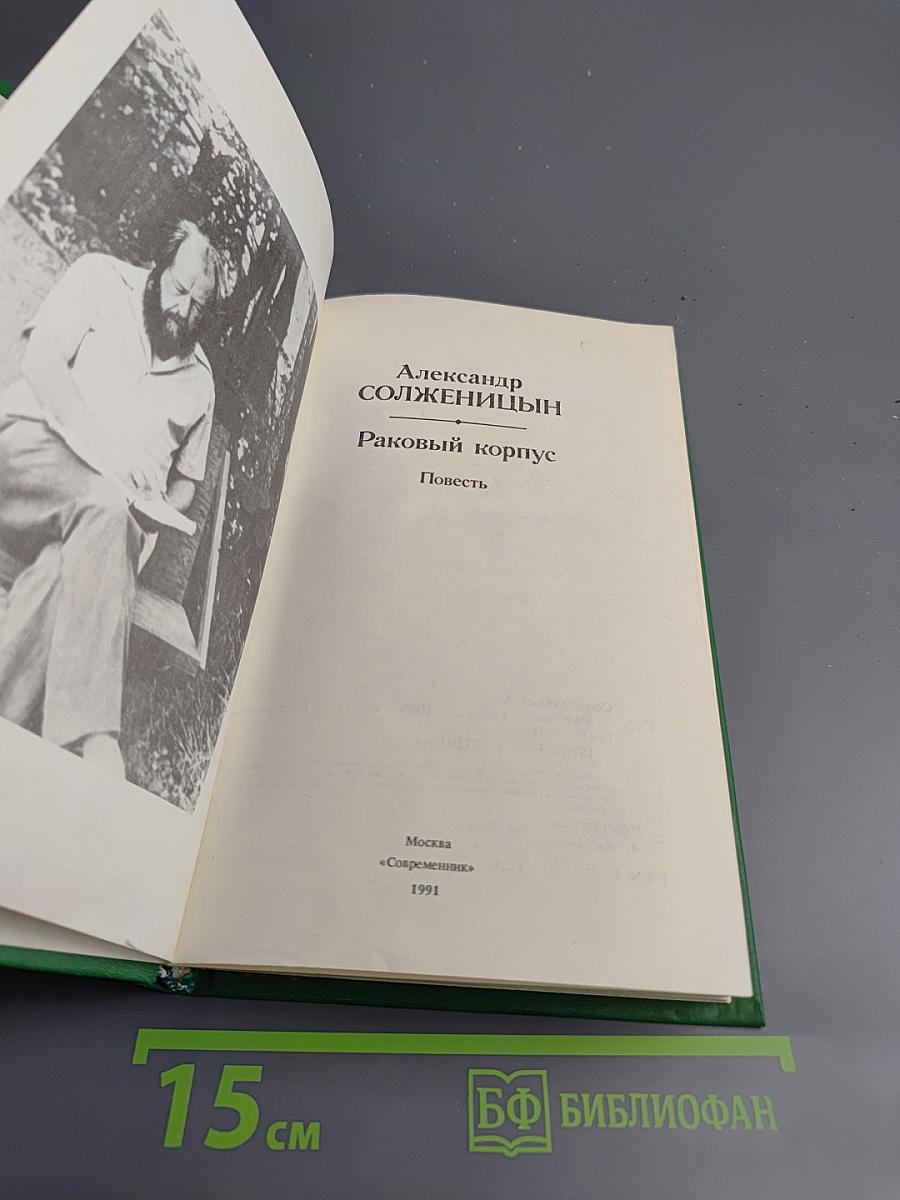 Александр
СОЛЖЕНИЦЫН
Раковый корпус
Повесть
Москва
«Современник»
1991
15 см
БФ БИБЛИОФАН